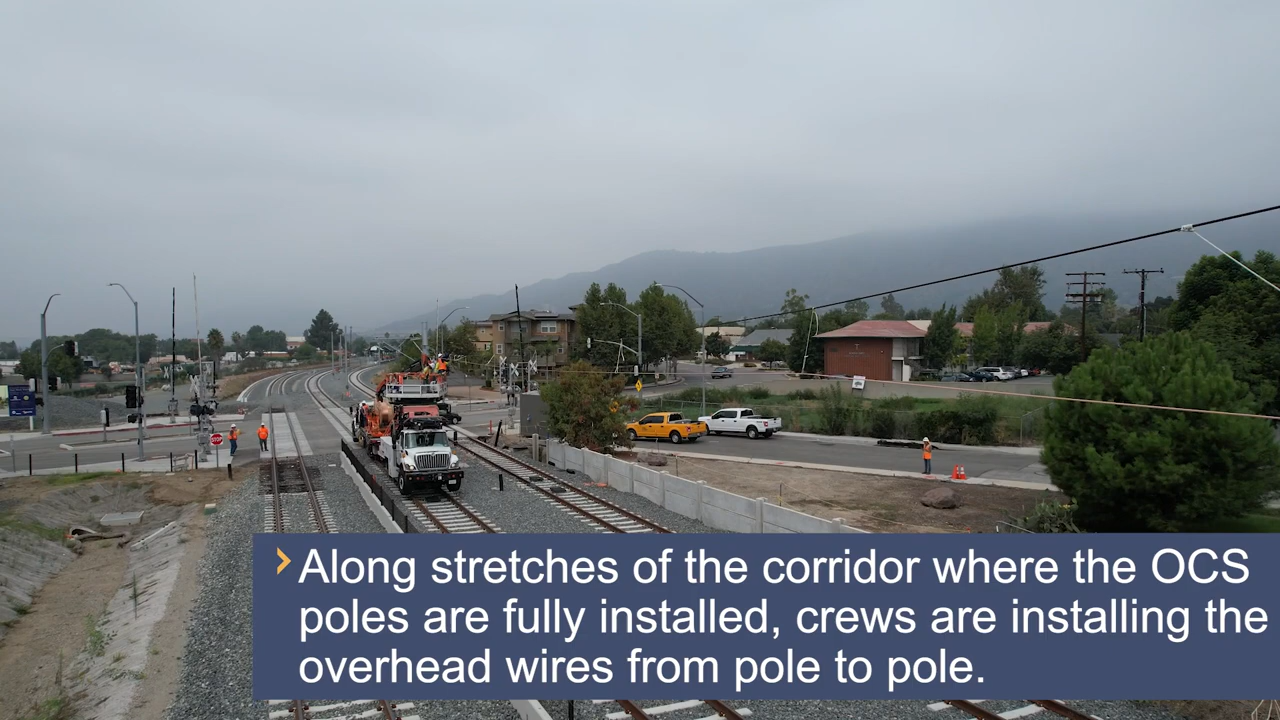 Along stretches of the corridor where the OCS
poles are fully installed, crews are installing the
overhead wires from pole to pole.